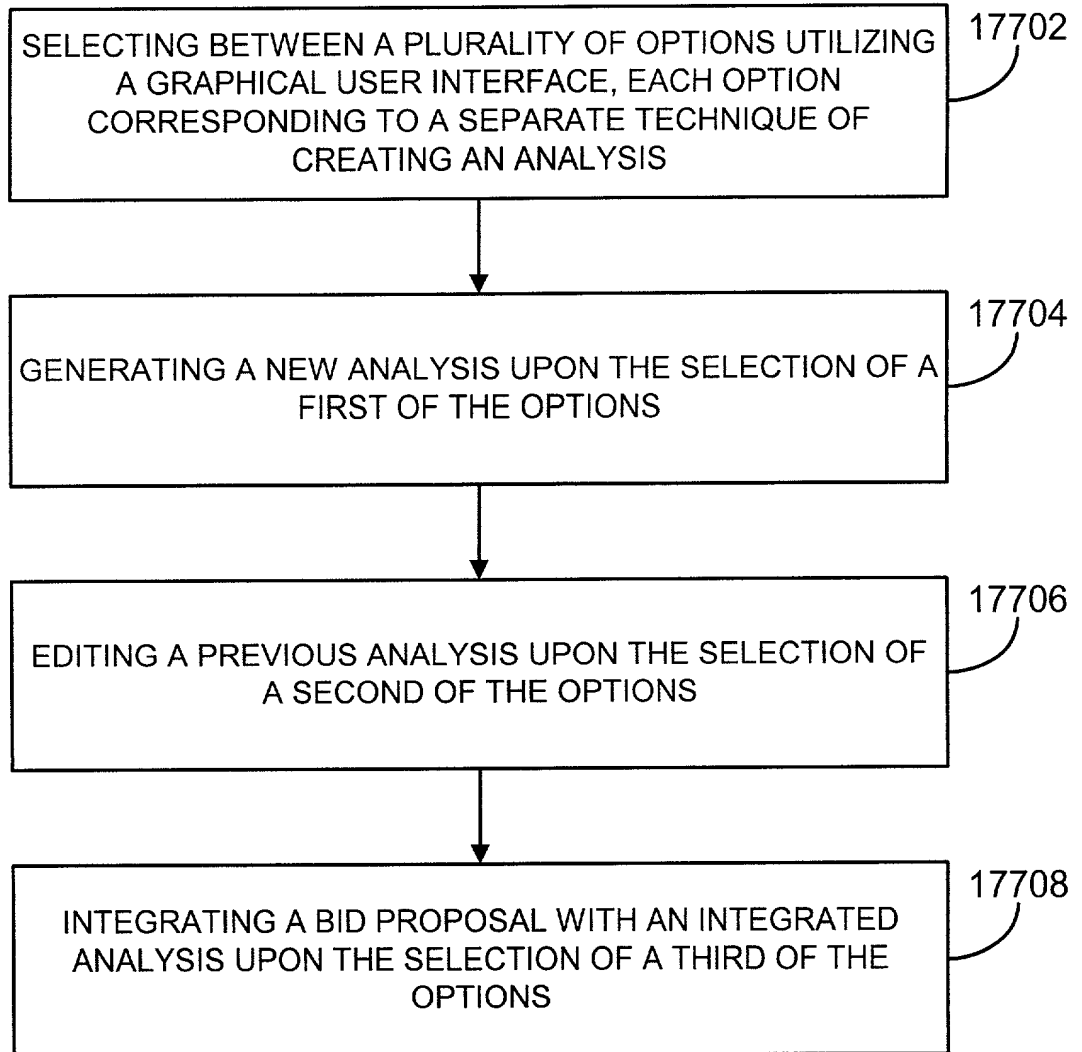 SELECTING BETWEEN A PLURALITY OF OPTIONS UTILIZING
A GRAPHICAL USER INTERFACE, EACH OPTION
CORRESPONDING TO A SEPARATE TECHNIQUE OF
CREATING AN ANALYSIS
17702
GENERATING A NEW ANALYSIS UPON THE SELECTION OF A
FIRST OF THE OPTIONS
17704
EDITING A PREVIOUS ANALYSIS UPON THE SELECTION OF
A SECOND OF THE OPTIONS
17706
INTEGRATING A BID PROPOSAL WITH AN INTEGRATED
ANALYSIS UPON THE SELECTION OF A THIRD OF THE
OPTIONS
17708